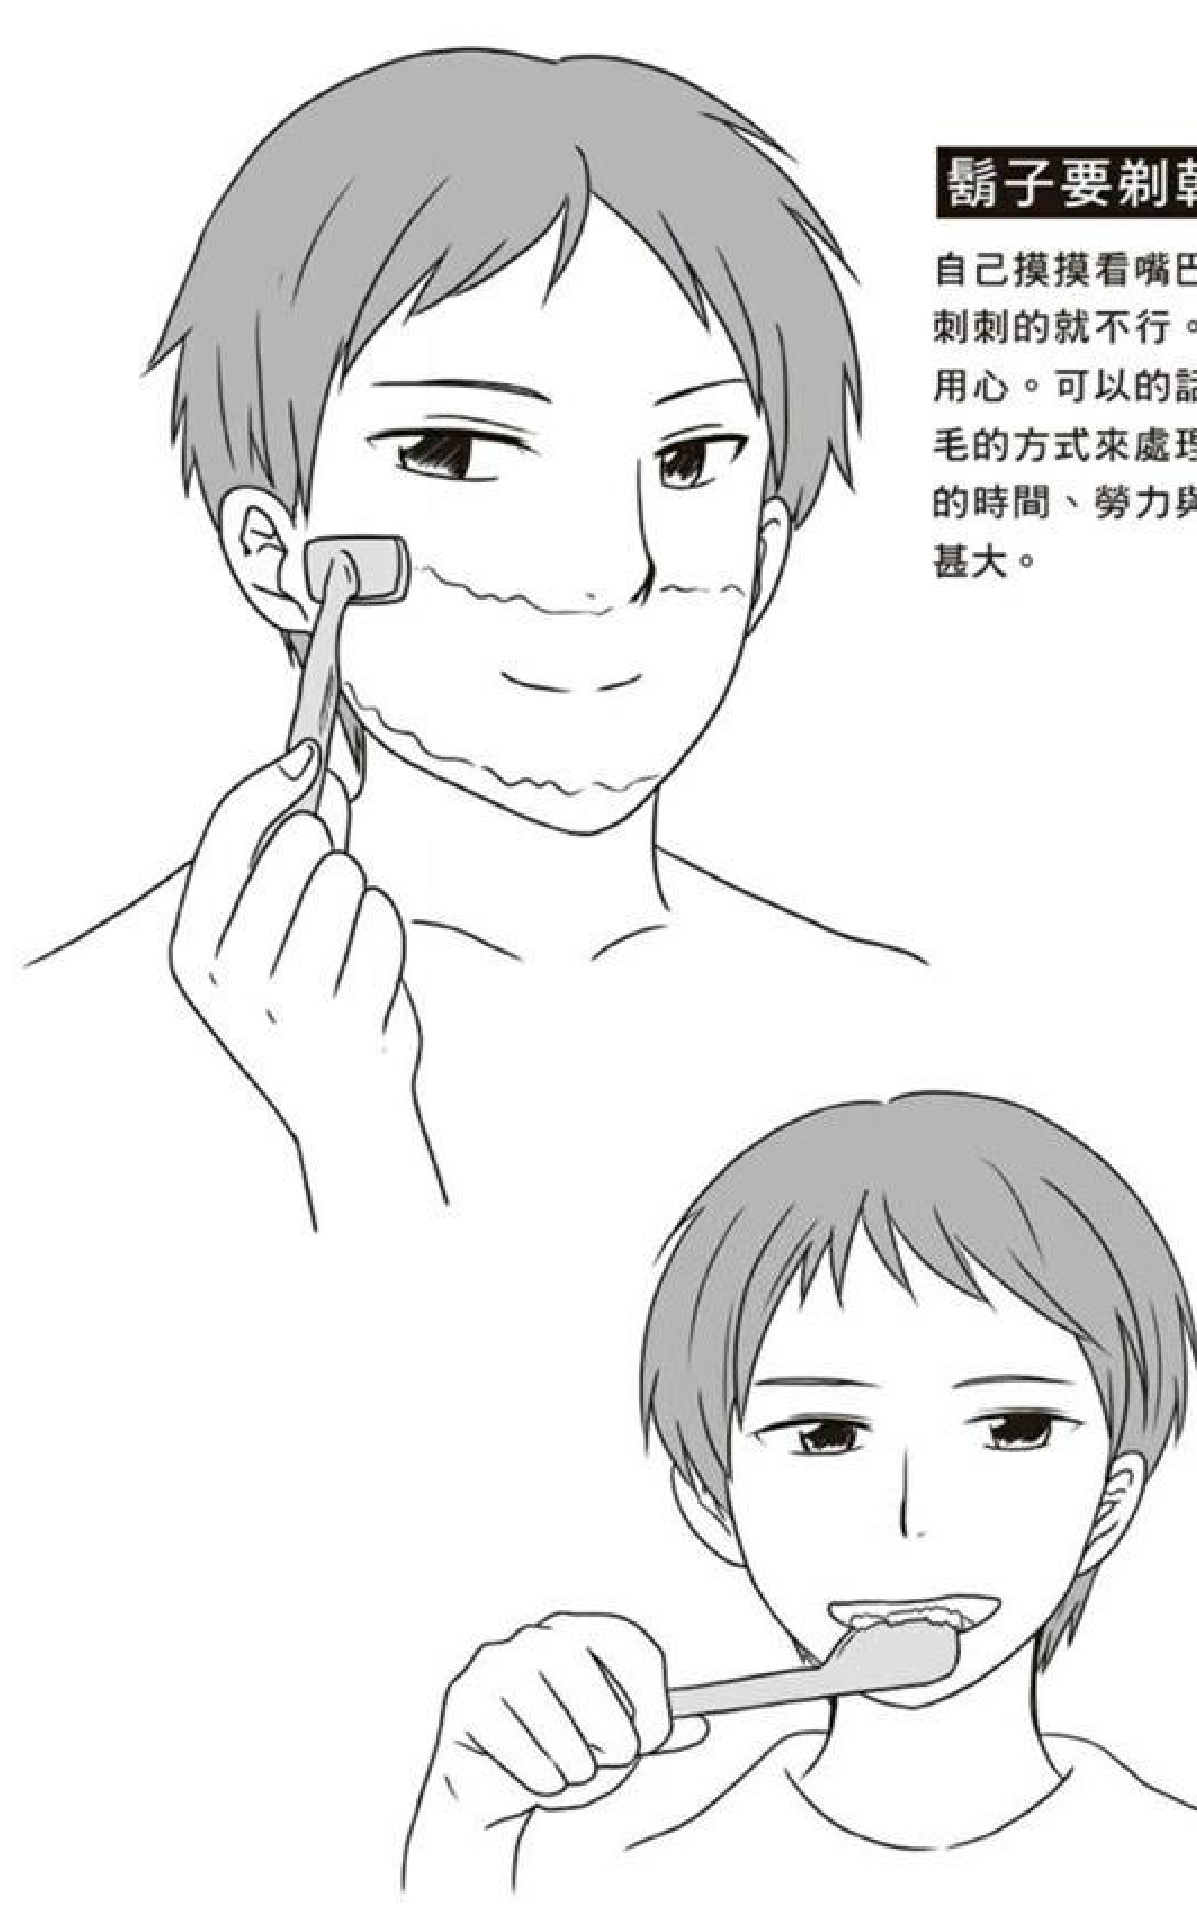 鬍子要剃
自己摸摸看嘴巴
刺刺的就不行。
用心。可以的話
毛的方式來處理
的時間、勞力與
甚大。